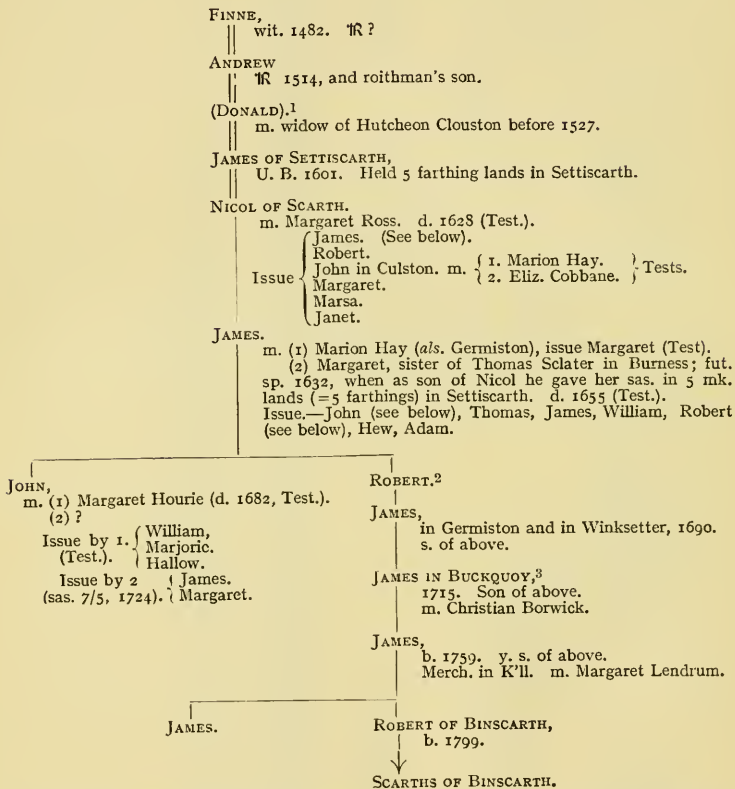 FINNE,
wit. 1482. R ?
ANDREW
R 1514, and roithman's son.
(DONALD).¹
m. widow of Hutcheon Clouston before 1527.
JAMES OF SETTISCARTH,
U. B. 1601. Held 5 farthing lands in Settiscarth.
NICOL OF SCARTH.
m. Margaret Ross. d. 1628 (Test.).
James. (See below).
Robert.
Issue John in Culston. m. 1. Marion Hay. 2. Eliz. Cobbane. Tests.
Margaret.
Marsa.
Janet.
JAMES.
m. (1) Marion Hay (als. Germiston), issue Margaret (Test).
(2) Margaret, sister of Thomas Sclater in Burness; fut.
sp. 1632, when as son of Nicol he gave her sas. in 5 mk.
lands (=5 farthings) in Settiscarth. d. 1655 (Test.).
Issue.—John (see below), Thomas, James, William, Robert
(see below), Hew, Adam.
JOHN,
m. (1) Margaret Hourie (d. 1682, Test.).
(2) ?
Issue by 1. (Test.). William,
Marjoric.
Hallow.
Issue by 2 James.
(sas. 7/5, 1724). Margaret.
ROBERT.²
JAMES,
in Germiston and in Winksetter, 1690.
s. of above.
JAMES IN BUCKQUOY,³
1715. Son of above.
m. Christian Borwick.
JAMES,
b. 1759. y. s. of above.
Merch. in K'll. m. Margaret Lendrum.
JAMES.
ROBERT OF BINSCARTH,
b. 1799.
SCARTHS OF BINSCARTH.